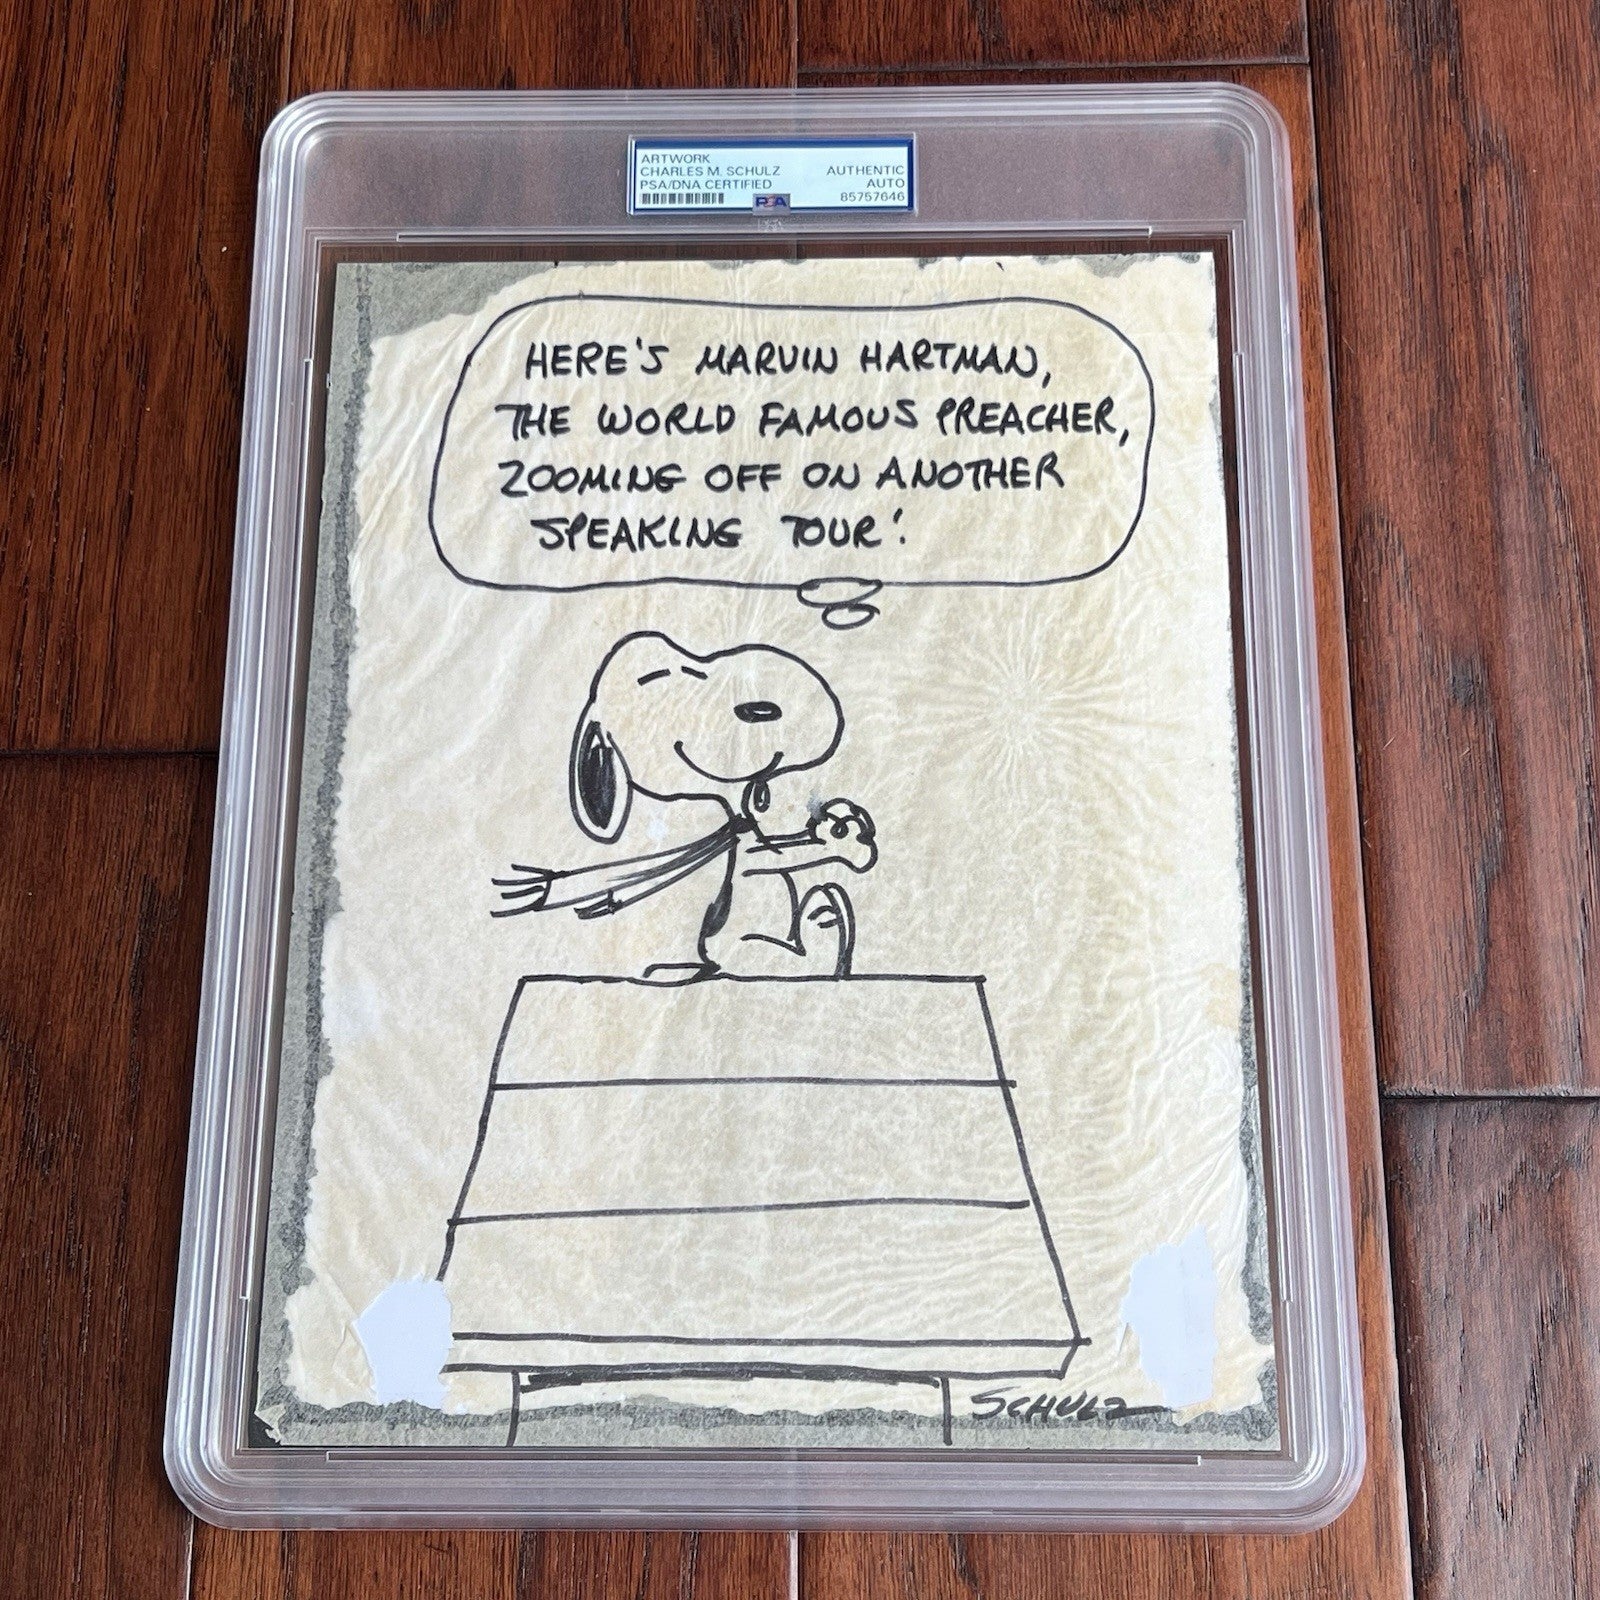 ARTWORK
CHARLES M. SCHULZ
PSA/DNA CERTIFIED
AUTHENTIC
AUTO
85757646
PSA
HERE'S MARVIN HARTMAN,
THE WORLD FAMOUS PREACHER,
ZOOMING OFF ON ANOTHER
SPEAKING TOUR!
SCHULZ